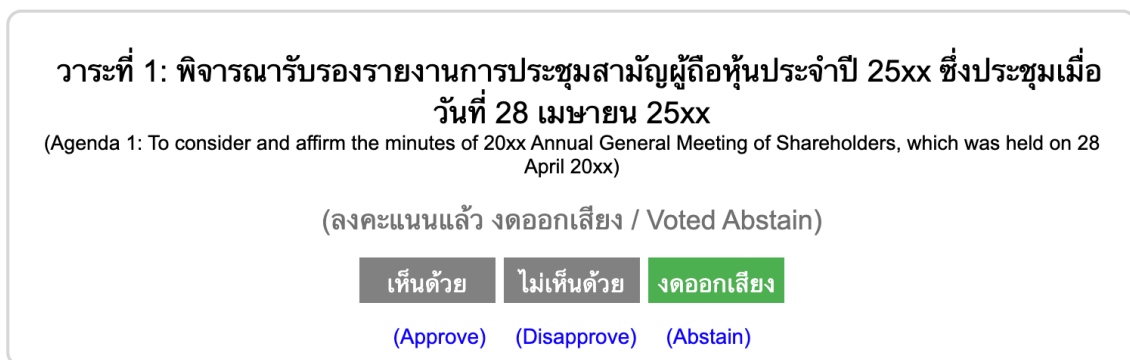 วาระที่ 1: พิจารณารับรองรายงานการประชุมสามัญผู้ถือหุ้นประจำปี 25xx ซึ่งประชุมเมื่อ
วันที่ 28 เมษายน 25xx
(Agenda 1: To consider and affirm the minutes of 20xx Annual General Meeting of Shareholders, which was held on 28
April 20xx)
(ลงคะแนนแล้ว งดออกเสียง / Voted Abstain)
เห็นด้วย ไม่เห็นด้วย งดออกเสียง
(Approve) (Disapprove) (Abstain)